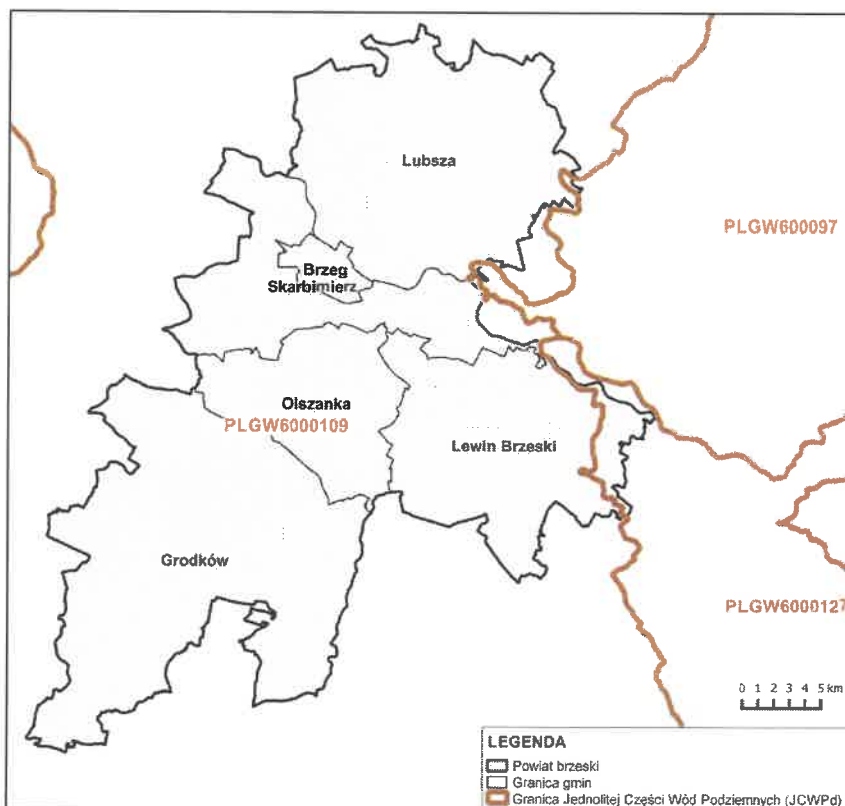 Lubsza
PLGW600097
Brzeg
Skarbimierz
Olszanka
PLGW6000109
Lewin Brzeski
Grodków
PLGW6000127
0 1 2 3 4 5 km
LEGENDA
Powiat brzeski
Granica gmin
Granica Jednolitej Części Wód Podziemnych (JCWPd)